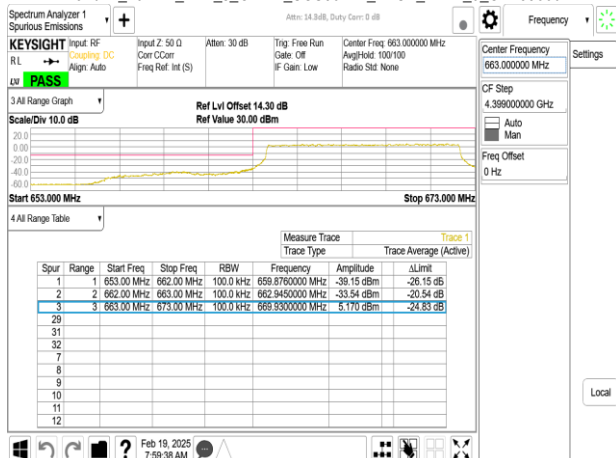 Spectrum Analyzer 1
Spurious Emissions
Attn: 14.3dB, Duty Corr: 0 dB
Frequency
KEYSIGHT
RL
LXI
PASS
Input: RF
Coupling: DC
Align: Auto
Input Z: 50 Ω
Corr CCorr
Freq Ref: Int (S)
Atten: 30 dB
Trig: Free Run
Gate: Off
IF Gain: Low
Center Freq: 663.000000 MHz
Avg|Hold: 100/100
Radio Std: None
Center Frequency
663.000000 MHz
Settings
CF Step
4.399000000 GHz
Auto
Man
Freq Offset
0 Hz
Local
3 All Range Graph
Scale/Div 10.0 dB
Ref Lvl Offset 14.30 dB
Ref Value 30.00 dBm
20.0
0.00
-20.0
-40.0
-60.0
Start 653.000 MHz
Stop 673.000 MHz
4 All Range Table
Measure Trace Trace 1
Trace Type Trace Average (Active)
Spur Range Start Freq Stop Freq RBW Frequency Amplitude ΔLimit
1 1 653.00 MHz 662.00 MHz 100.0 kHz 659.8760000 MHz -39.15 dBm -26.15 dB
2 2 662.00 MHz 663.00 MHz 100.0 kHz 662.9450000 MHz -33.54 dBm -20.54 dB
3 3 663.00 MHz 673.00 MHz 100.0 kHz 669.9300000 MHz 5.170 dBm -24.83 dB
29
31
32
7
8
9
10
11
12
Feb 19, 2025
7:59:38 AM